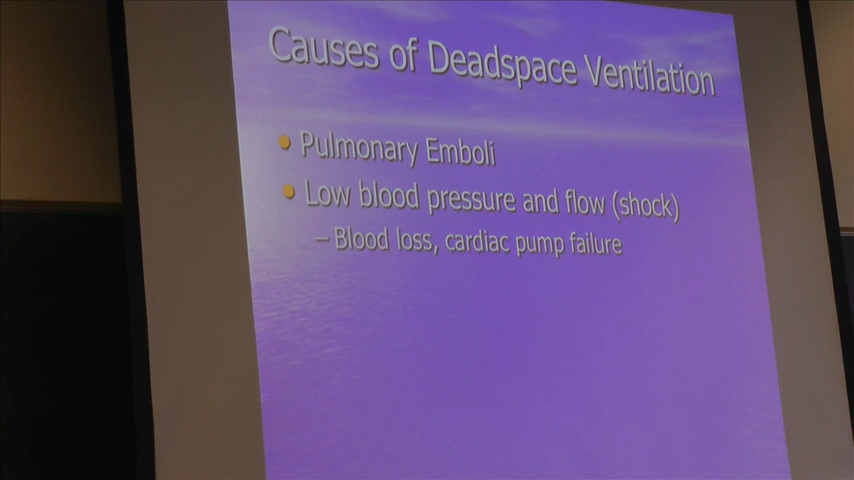 Causes of Deadspace Ventilation
• Pulmonary Emboli
• Low blood pressure and flow (shock)
– Blood loss, cardiac pump failure